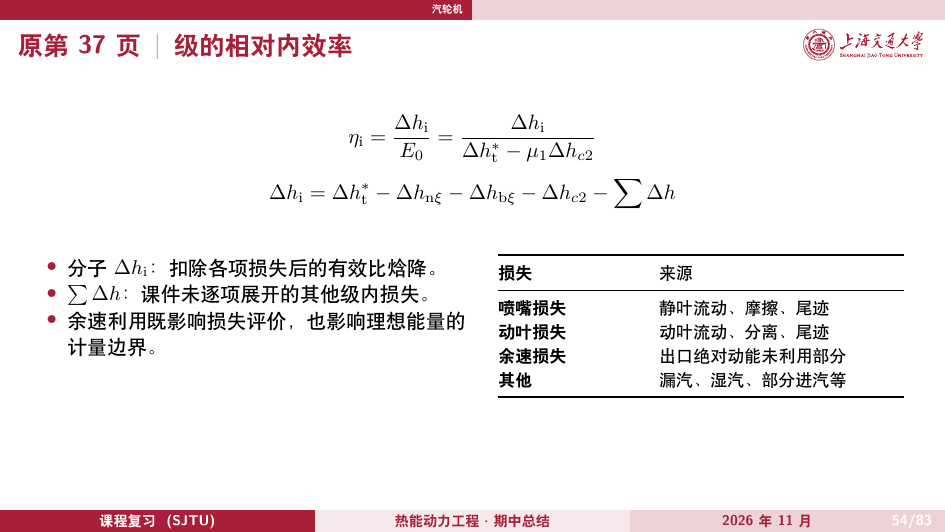 汽轮机
原第 37 页 | 级的相对内效率
上海交通大学
SHANGHAI JIAO TONG UNIVERSITY
η_i = Δh_i / E_0 = Δh_i / (Δh_t^* − μ_1Δh_{c2})
Δh_i = Δh_t^* − Δh_{nξ} − Δh_{bξ} − Δh_{c2} − ∑ Δh
• 分子 Δh_i：扣除各项损失后的有效比焓降。
• ∑ Δh：课件未逐项展开的其他级内损失。
• 余速利用既影响损失评价，也影响理想能量的
计量边界。
损失 来源
喷嘴损失 静叶流动、摩擦、尾迹
动叶损失 动叶流动、分离、尾迹
余速损失 出口绝对动能未利用部分
其他 漏汽、湿汽、部分进汽等
课程复习 (SJTU)
热能动力工程 · 期中总结
2026 年 11 月
54/83